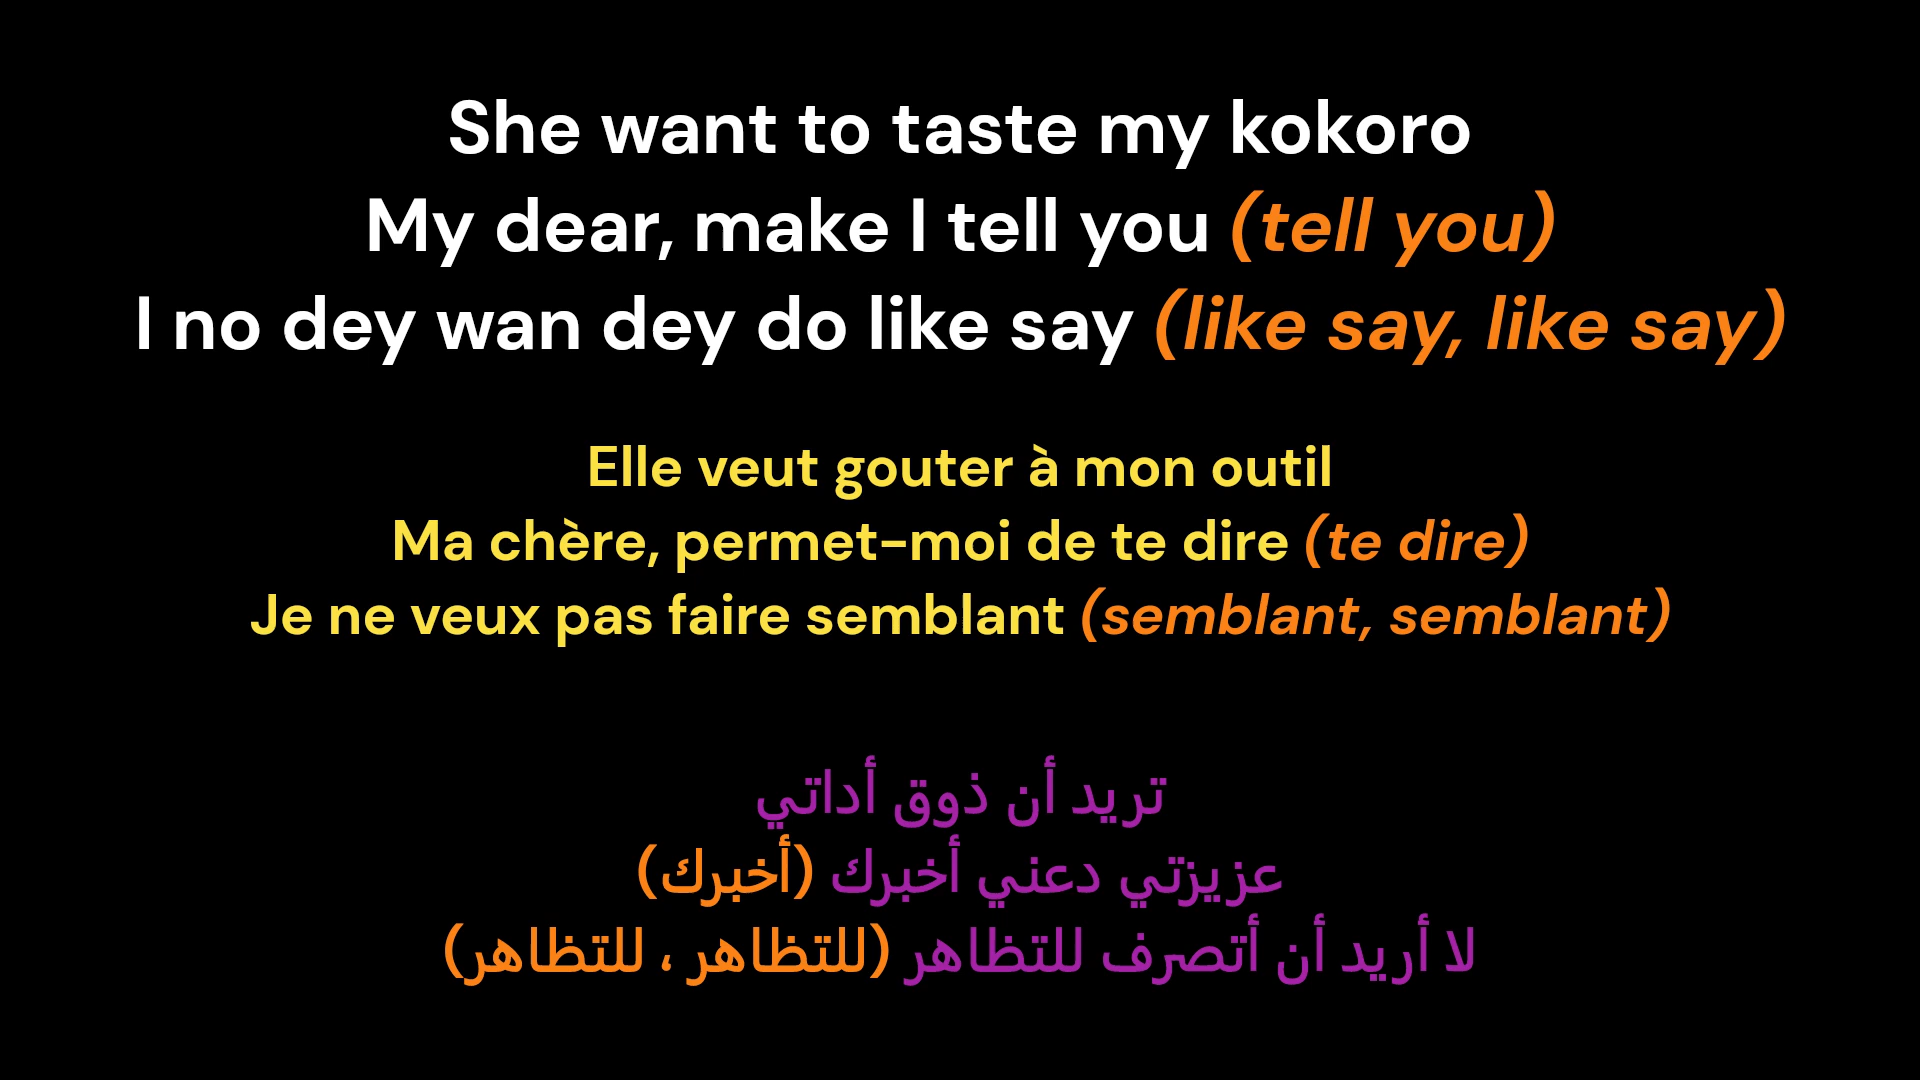 She want to taste my kokoro
My dear, make I tell you (tell you)
I no dey wan dey do like say (like say, like say)
Elle veut gouter à mon outil
Ma chère, permet-moi de te dire (te dire)
Je ne veux pas faire semblant (semblant, semblant)
تريد أن ذوق أداتي
عزيزتي دعني أخبرك (أخبرك)
لا أريد أن أتصرف للتظاهر (للتظاهر ، للتظاهر)